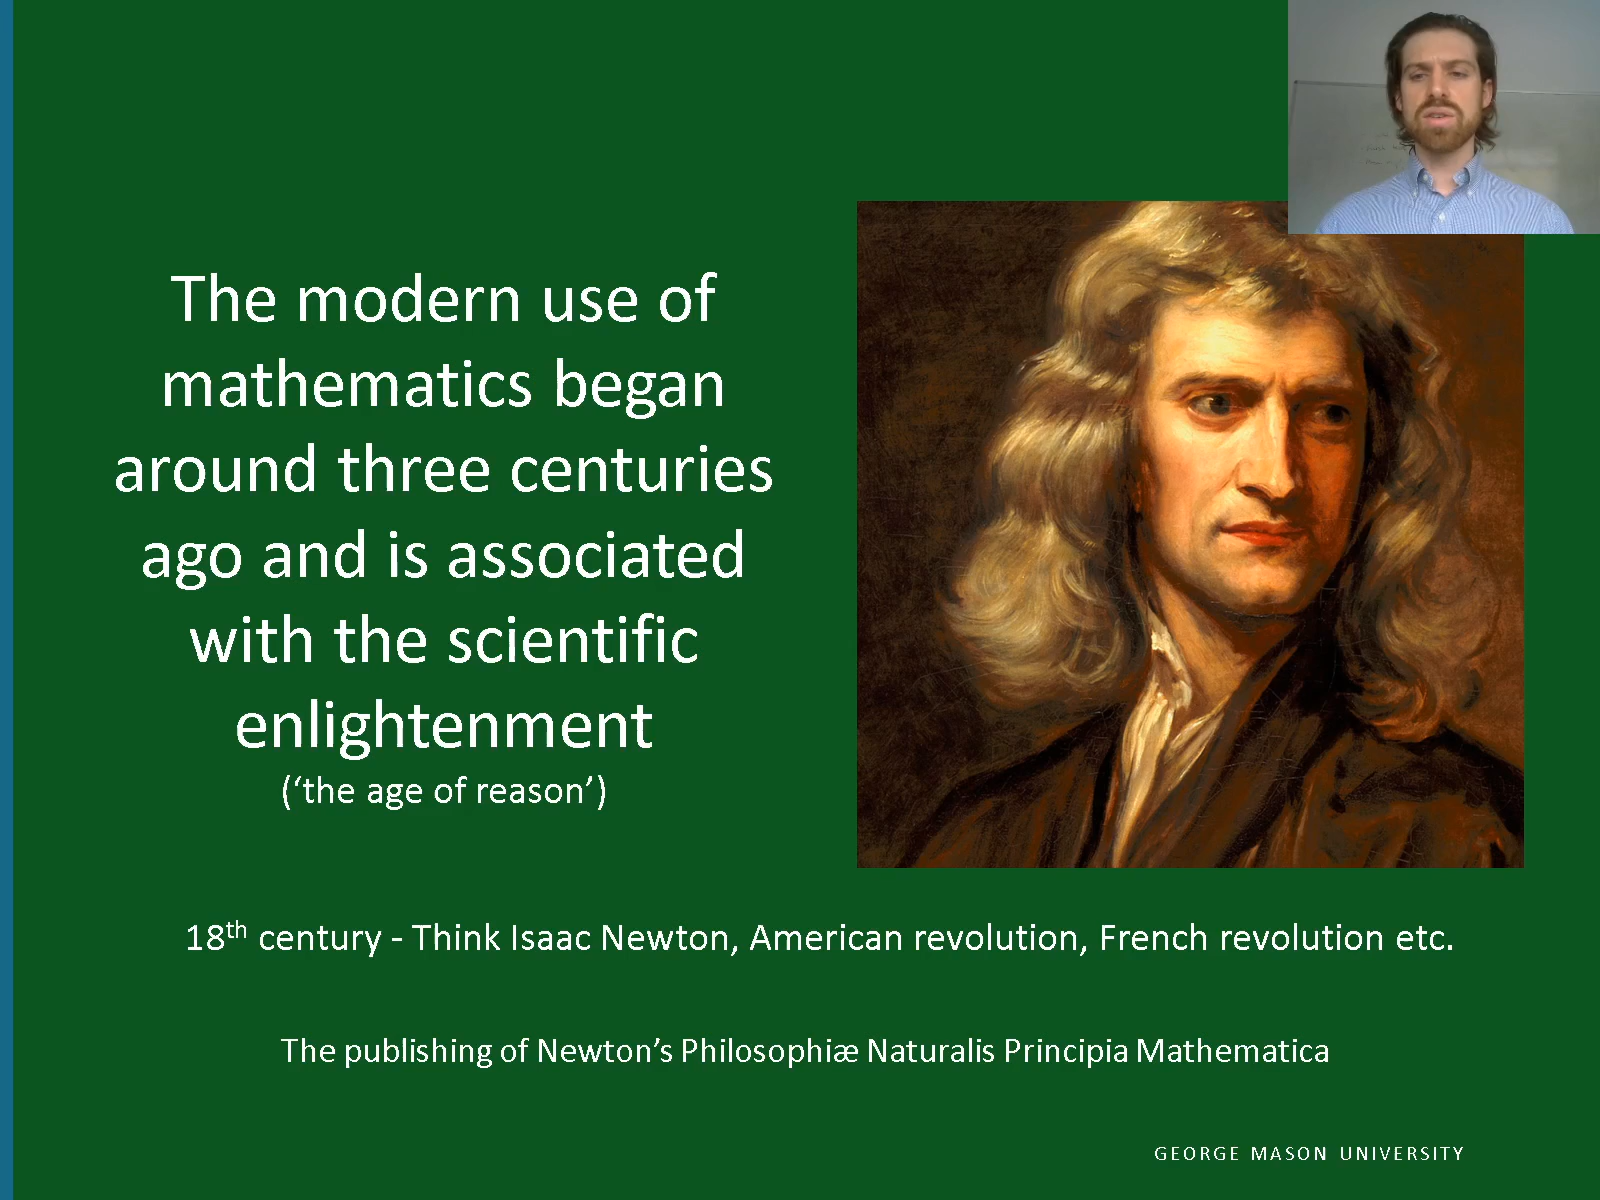 The modern use of
mathematics began
around three centuries
ago and is associated
with the scientific
enlightenment
(‘the age of reason’)
18th century - Think Isaac Newton, American revolution, French revolution etc.
The publishing of Newton’s Philosophiæ Naturalis Principia Mathematica
GEORGE MASON UNIVERSITY